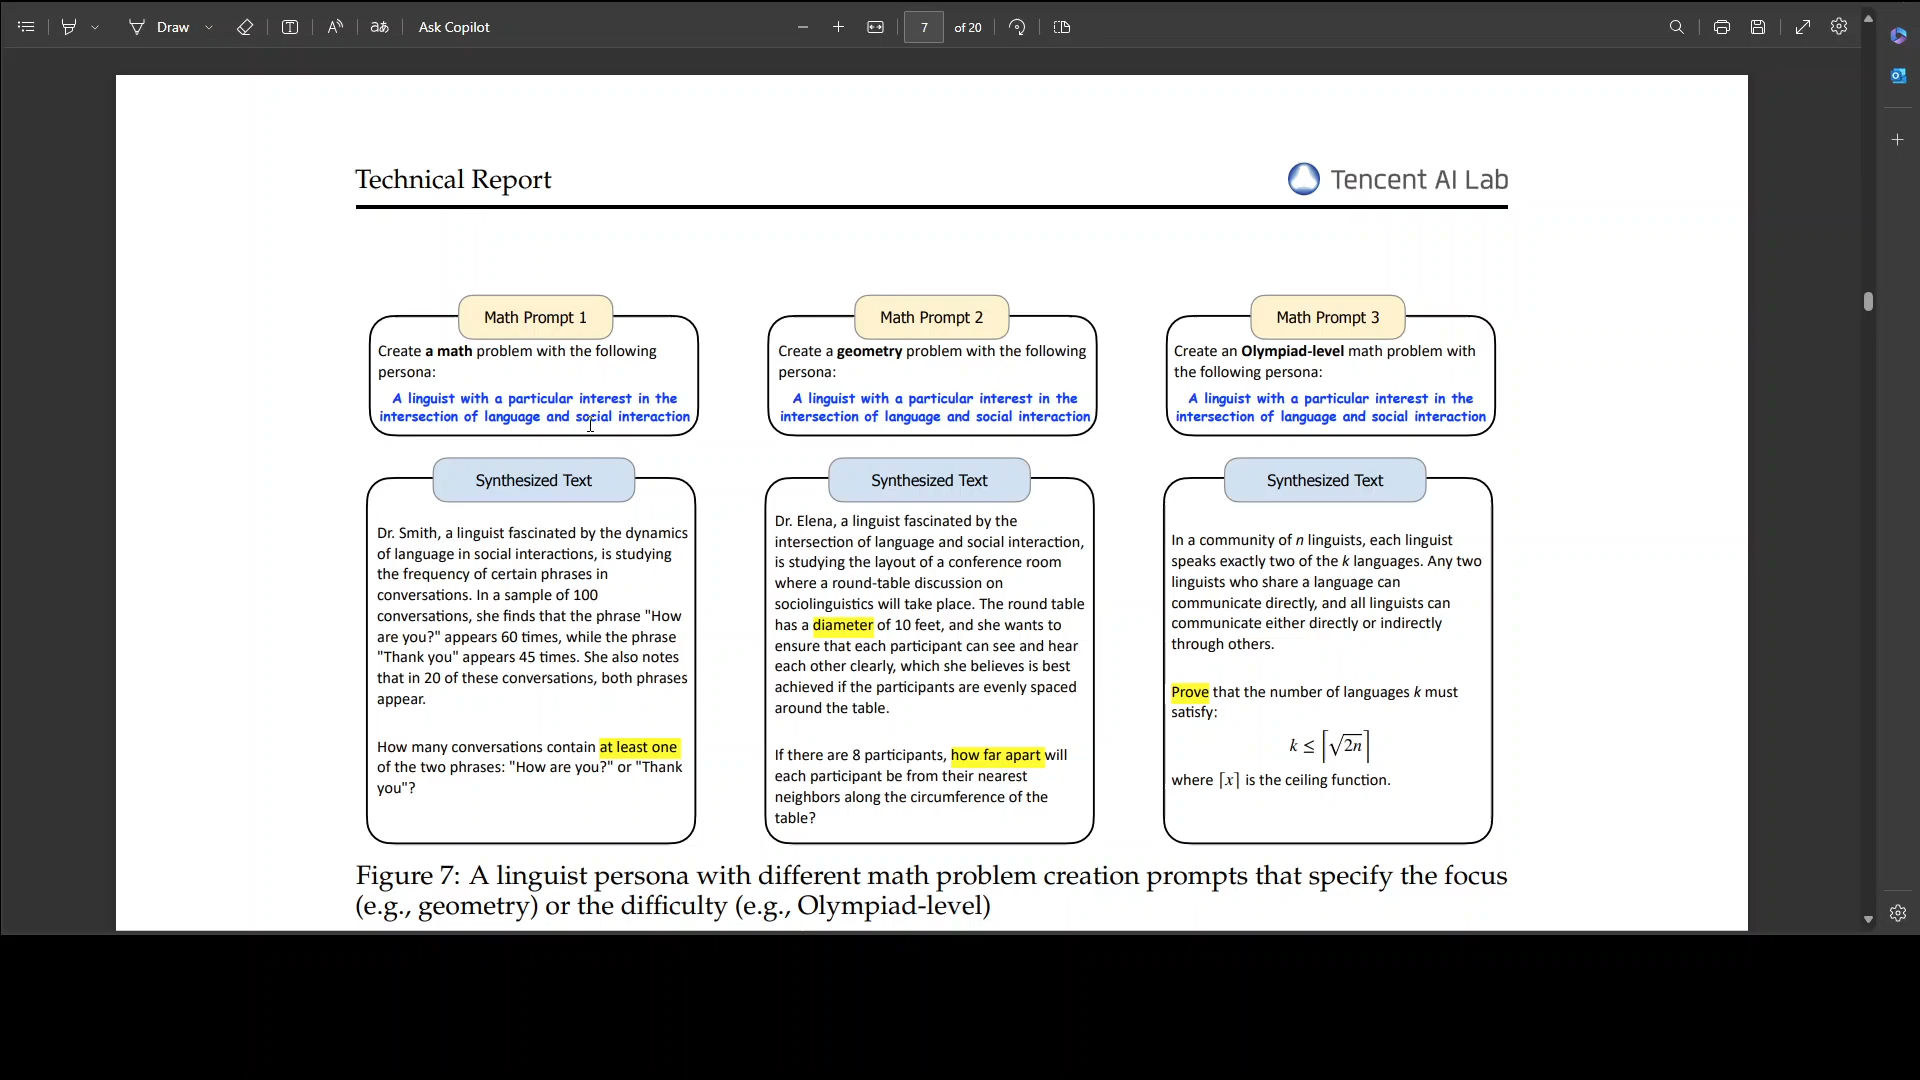 Draw
Ask Copilot
7
of 20
Technical Report
Tencent AI Lab
Math Prompt 1
Create a math problem with the following
persona:
A linguist with a particular interest in the
intersection of language and social interaction
Math Prompt 2
Create a geometry problem with the following
persona:
A linguist with a particular interest in the
intersection of language and social interaction
Math Prompt 3
Create an Olympiad-level math problem with
the following persona:
A linguist with a particular interest in the
intersection of language and social interaction
Synthesized Text
Dr. Smith, a linguist fascinated by the dynamics
of language in social interactions, is studying
the frequency of certain phrases in
conversations. In a sample of 100
conversations, she finds that the phrase "How
are you?" appears 60 times, while the phrase
"Thank you" appears 45 times. She also notes
that in 20 of these conversations, both phrases
appear.
How many conversations contain at least one
of the two phrases: "How are you?" or "Thank
you"?
Synthesized Text
Dr. Elena, a linguist fascinated by the
intersection of language and social interaction,
is studying the layout of a conference room
where a round-table discussion on
sociolinguistics will take place. The round table
has a diameter of 10 feet, and she wants to
ensure that each participant can see and hear
each other clearly, which she believes is best
achieved if the participants are evenly spaced
around the table.
If there are 8 participants, how far apart will
each participant be from their nearest
neighbors along the circumference of the
table?
Synthesized Text
In a community of n linguists, each linguist
speaks exactly two of the k languages. Any two
linguists who share a language can
communicate directly, and all linguists can
communicate either directly or indirectly
through others.
Prove that the number of languages k must
satisfy:
k ≤ ⌈√2n⌉
where ⌈x⌉ is the ceiling function.
Figure 7: A linguist persona with different math problem creation prompts that specify the focus
(e.g., geometry) or the difficulty (e.g., Olympiad-level)